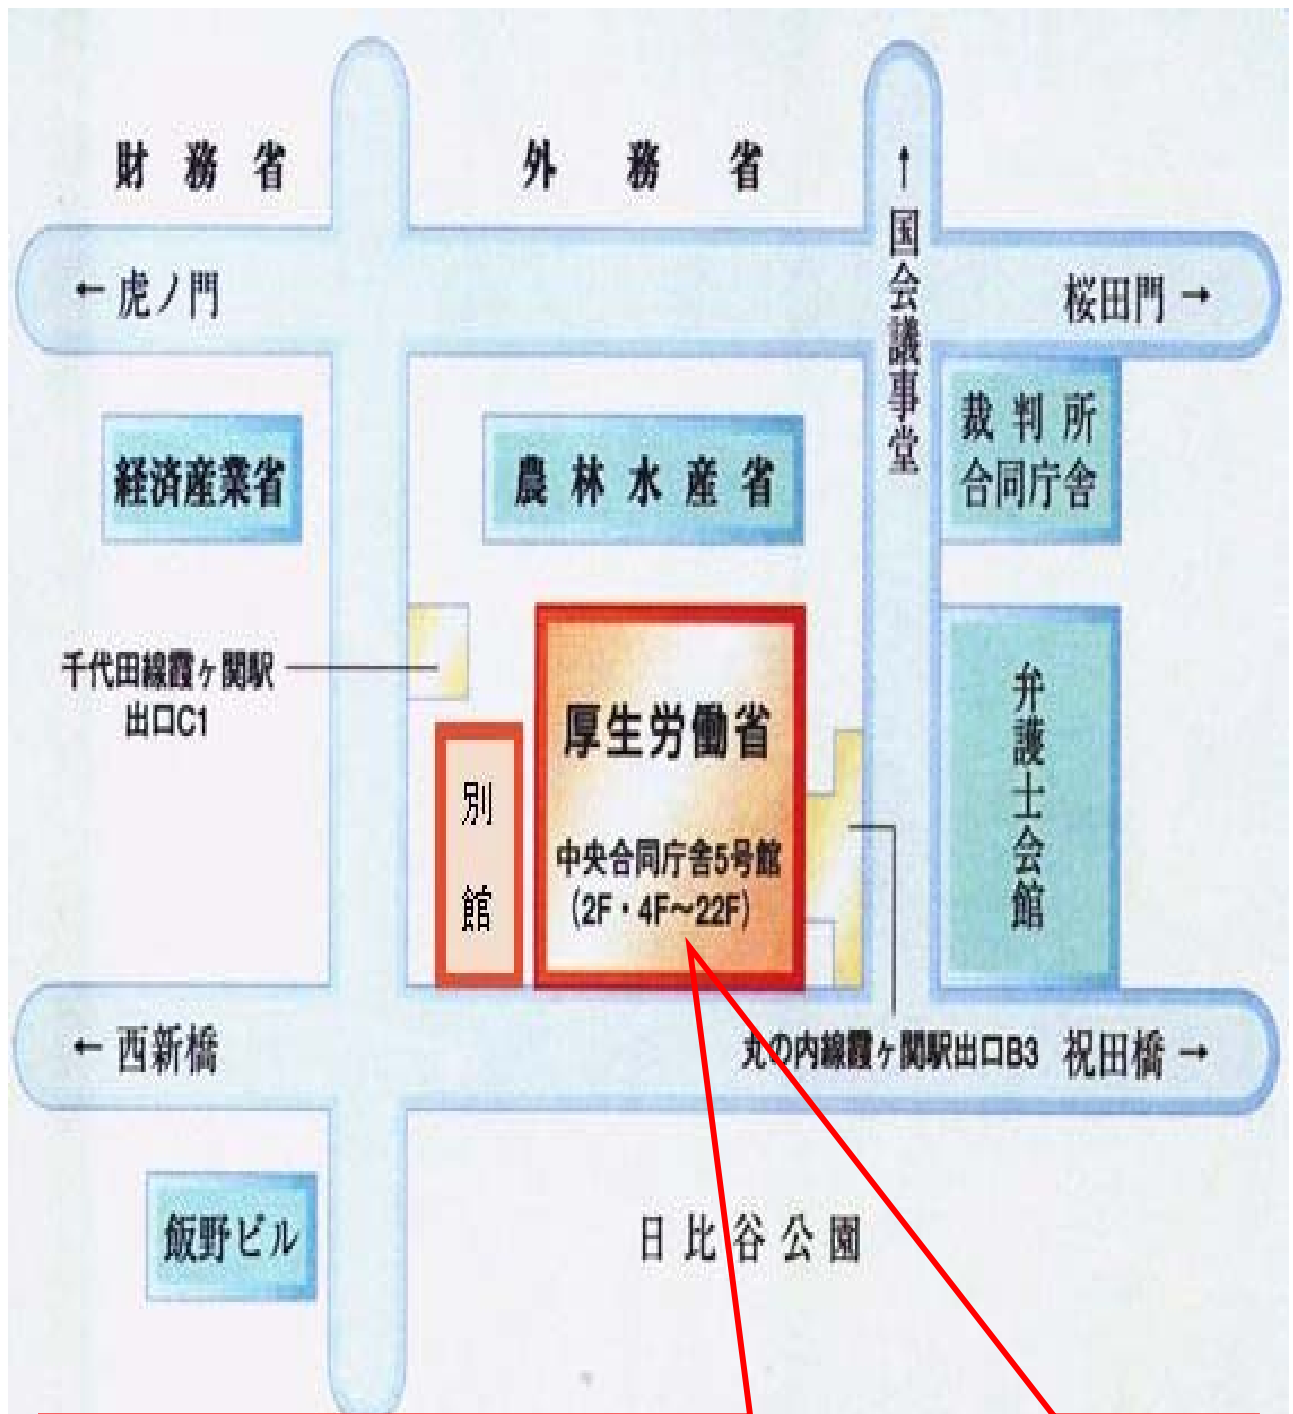 財務省
外務省
↑国会議事堂
←虎ノ門
桜田門→
経済産業省
農林水産省
裁判所
合同庁舎
千代田線霞ヶ関駅
出口C1
別館
厚生労働省
中央合同庁舎5号館
(2F・4F～22F)
弁護士会館
←西新橋
丸の内線霞ヶ関駅出口B3
祝田橋→
飯野ビル
日比谷公園